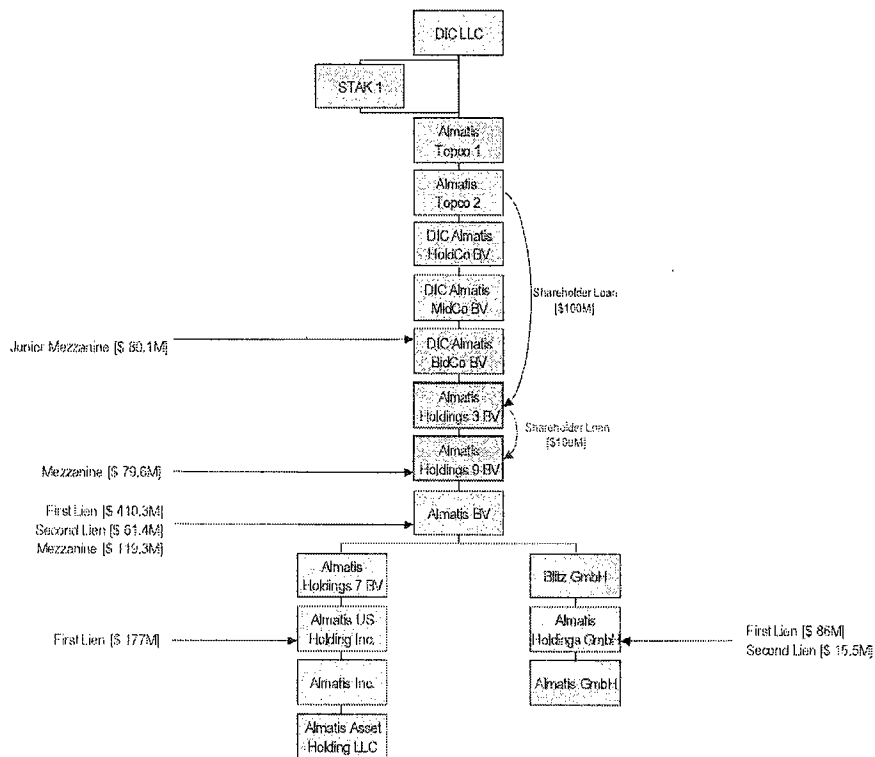 DIC LLC
STAK 1
Almatis
Topco 1
Almatis
Topco 2
DIC Almatis
HoldCo BV
DIC Almatis
MidCo BV
Shareholder Loan
[$100M]
Junior Mezzanine [$ 80.1M]
DIC Almatis
BidCo BV
Almatis
Holdings 3 BV
Shareholder Loan
[$100M]
Mezzanine [$ 79.6M]
Almatis
Holdings 9 BV
First Lien [$ 410.3M]
Second Lien [$ 61.4M]
Mezzanine [$ 119.3M]
Almatis BV
Almatis
Holdings 7 BV
Blitz GmbH
First Lien [$ 177M]
Almatis US
Holding Inc.
Almatis
Holdings GmbH
First Lien [$ 86M]
Second Lien [$ 15.5M]
Almatis Inc.
Almatis GmbH
Almatis Asset
Holding LLC